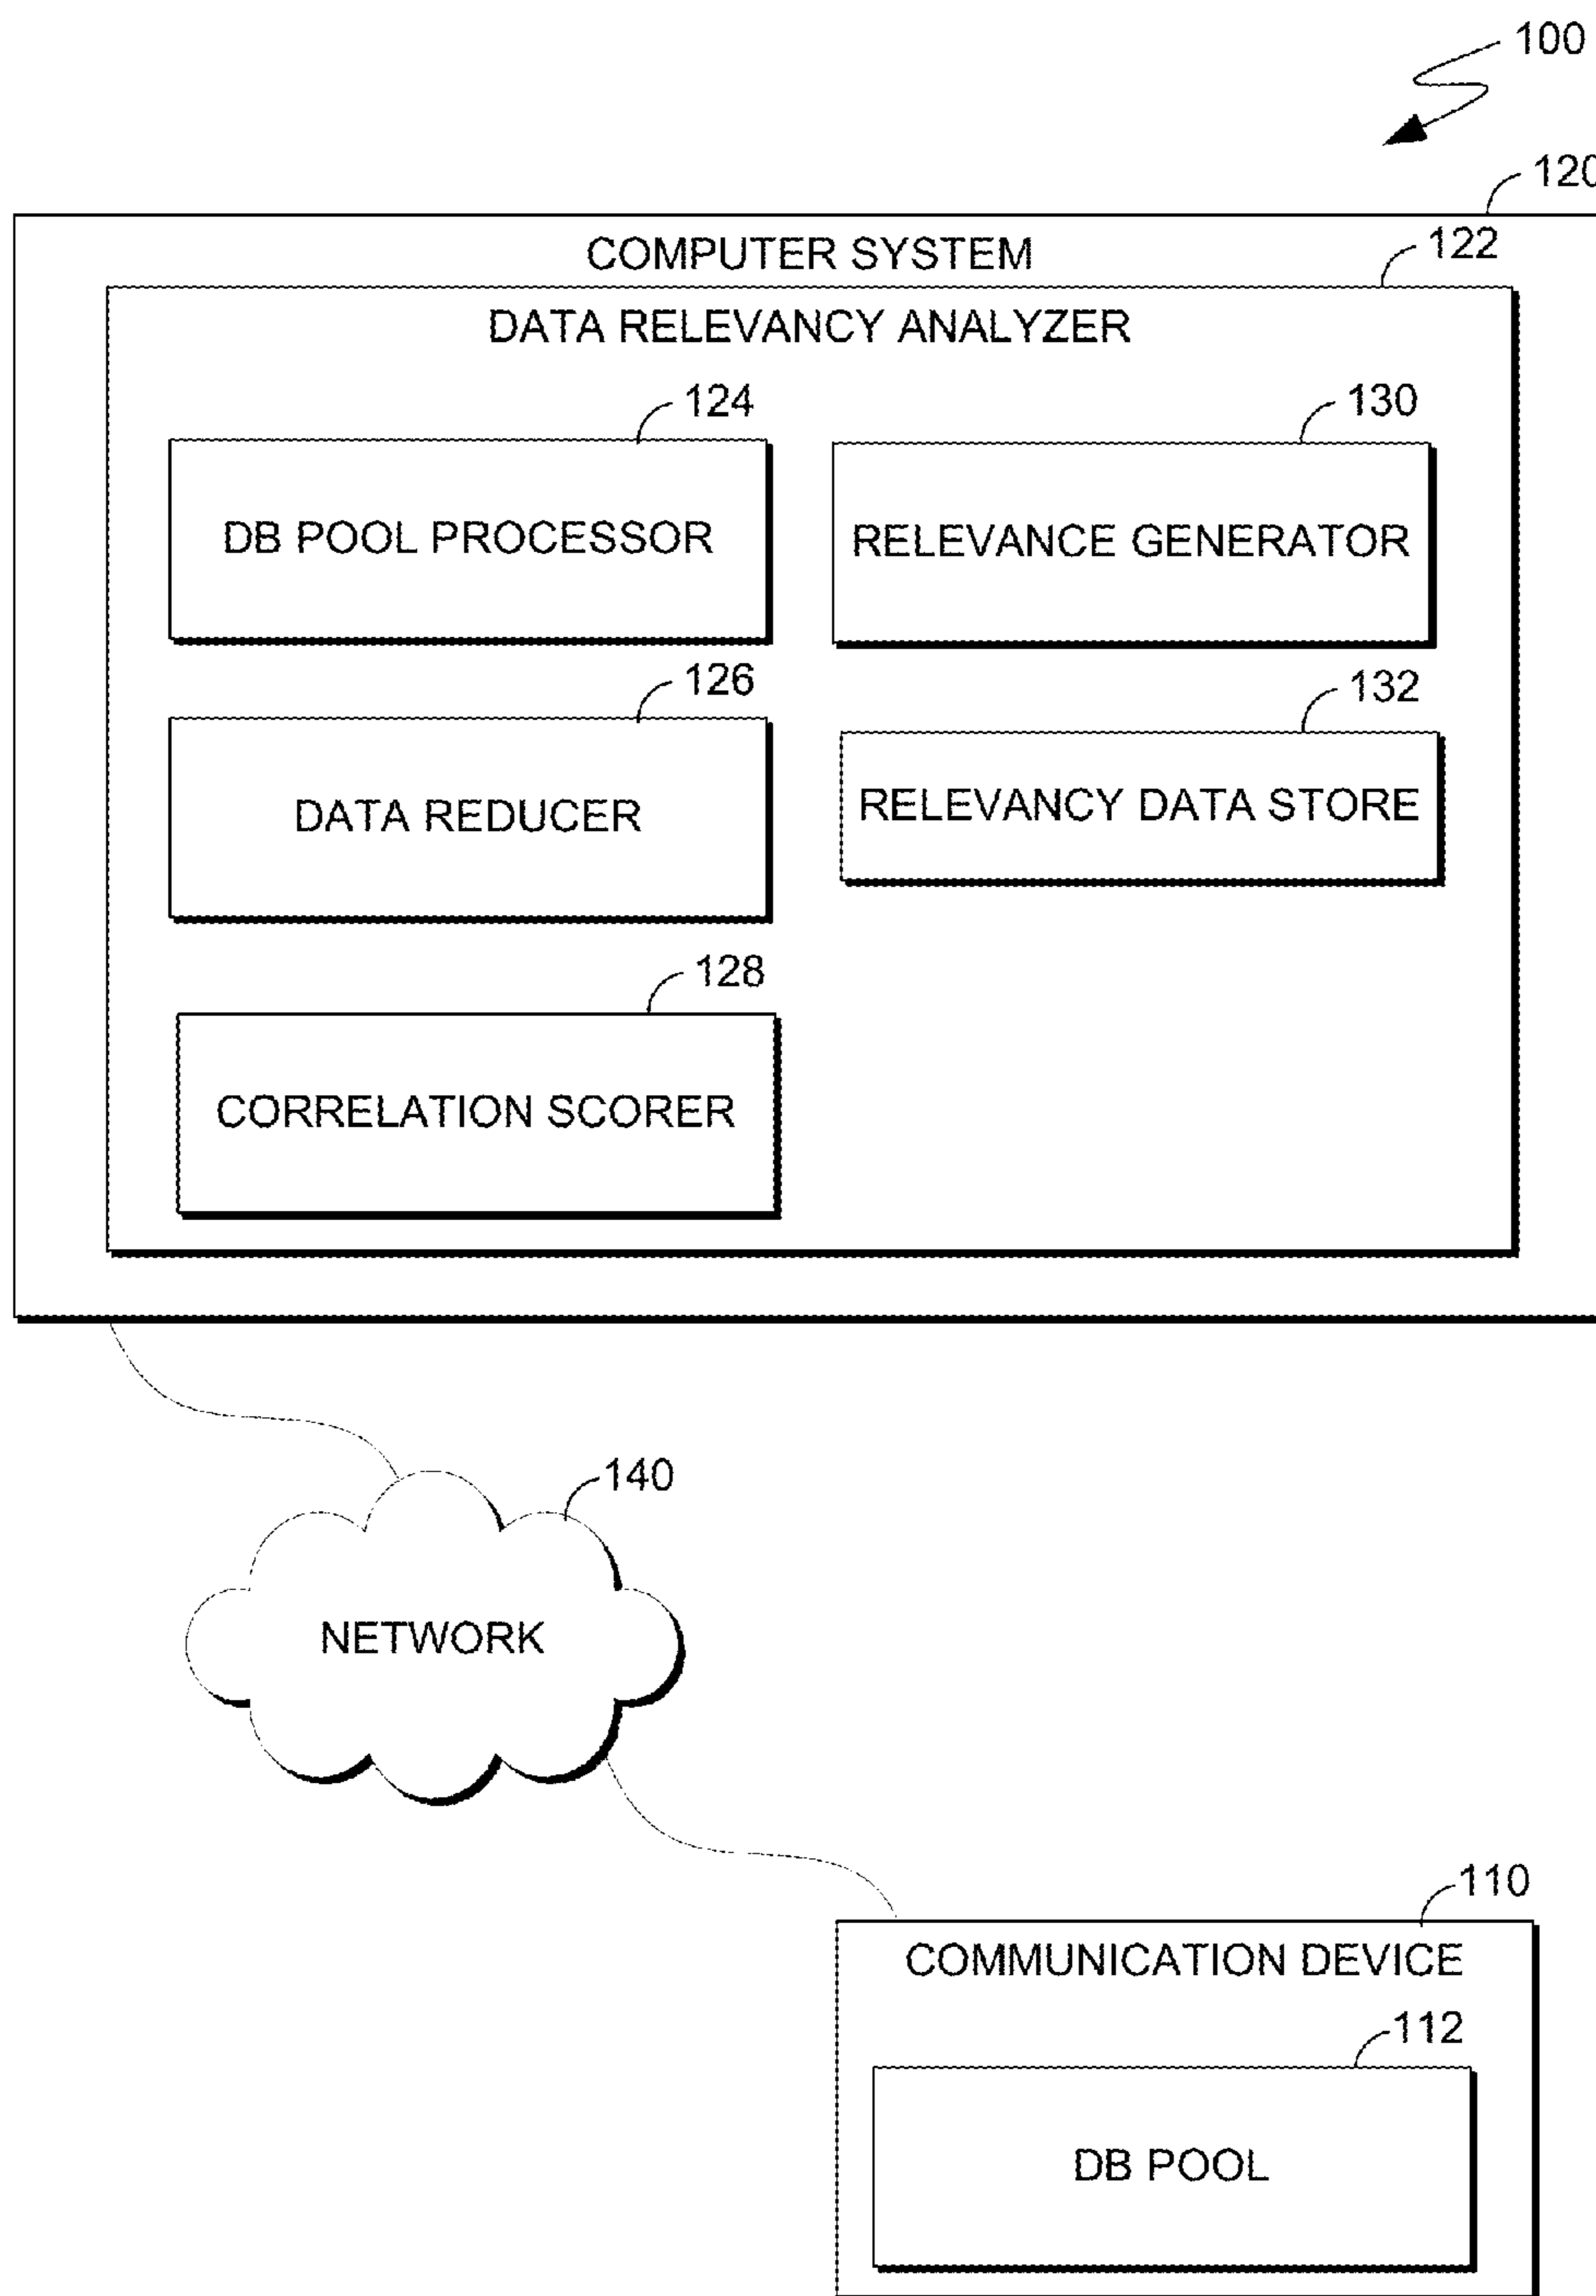 100
120
COMPUTER SYSTEM
122
DATA RELEVANCY ANALYZER
124
130
DB POOL PROCESSOR
RELEVANCE GENERATOR
126
132
DATA REDUCER
RELEVANCY DATA STORE
128
CORRELATION SCORER
140
NETWORK
110
COMMUNICATION DEVICE
112
DB POOL